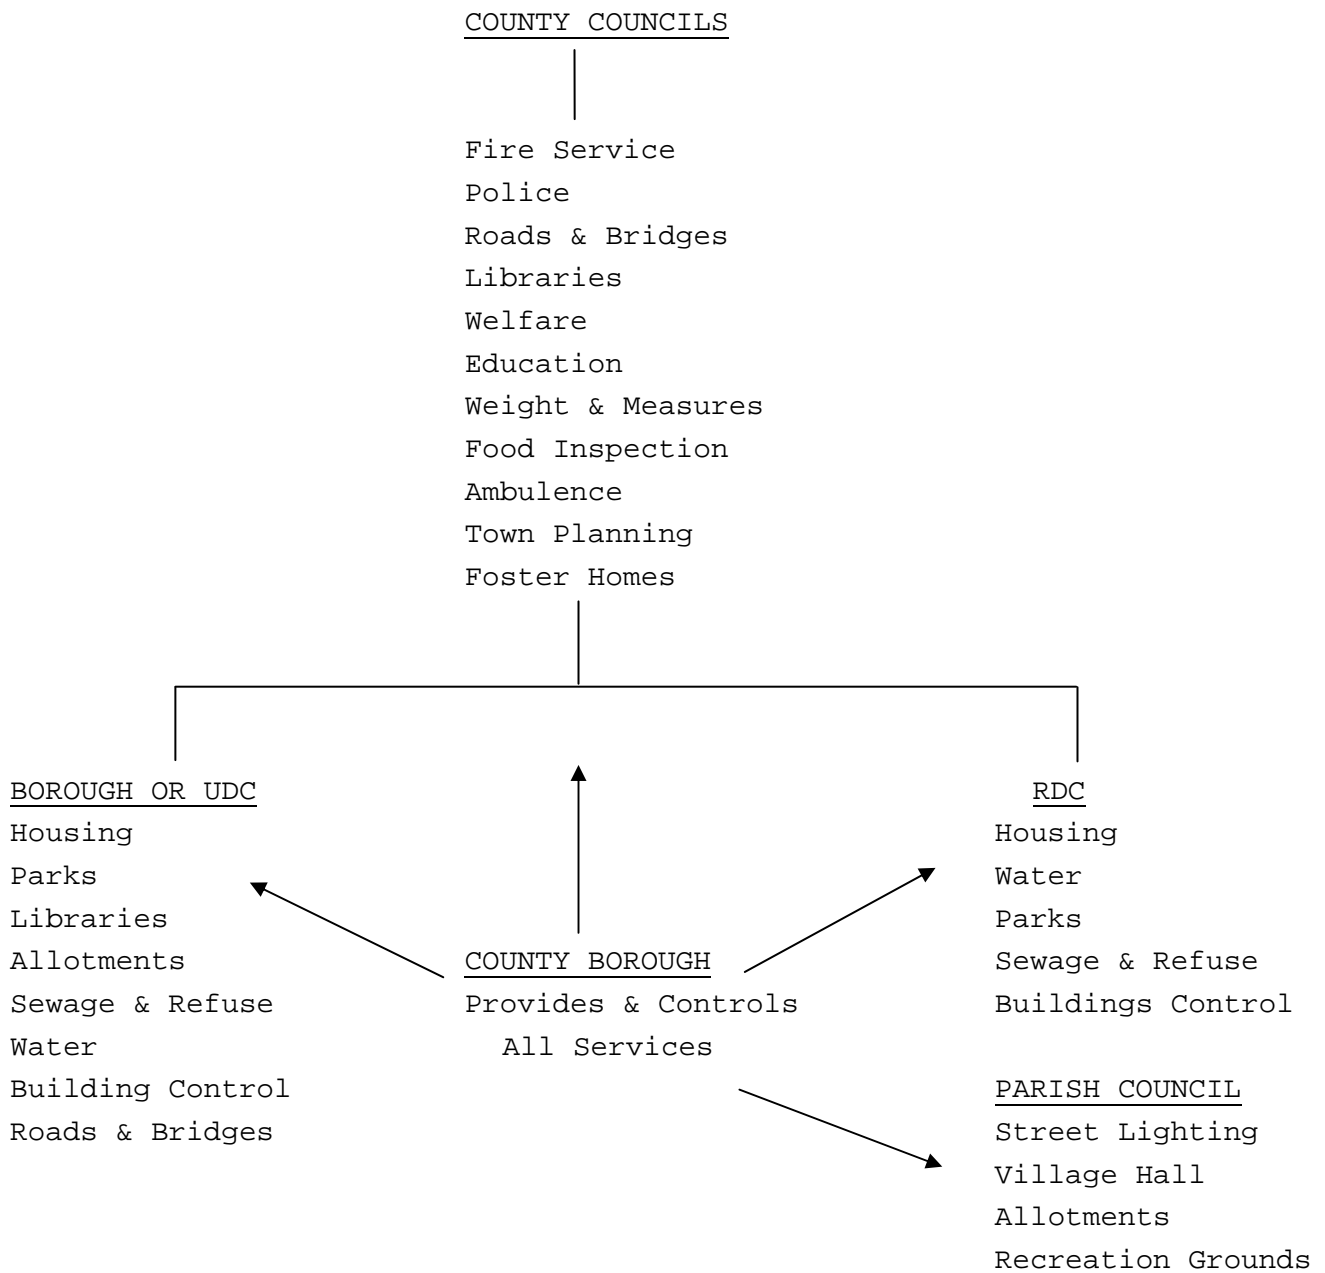 COUNTY COUNCILS
Fire Service
Police
Roads & Bridges
Libraries
Welfare
Education
Weight & Measures
Food Inspection
Ambulence
Town Planning
Foster Homes
BOROUGH OR UDC
Housing
Parks
Libraries
Allotments
Sewage & Refuse
Water
Building Control
Roads & Bridges
COUNTY BOROUGH
Provides & Controls
All Services
RDC
Housing
Water
Parks
Sewage & Refuse
Buildings Control
PARISH COUNCIL
Street Lighting
Village Hall
Allotments
Recreation Grounds